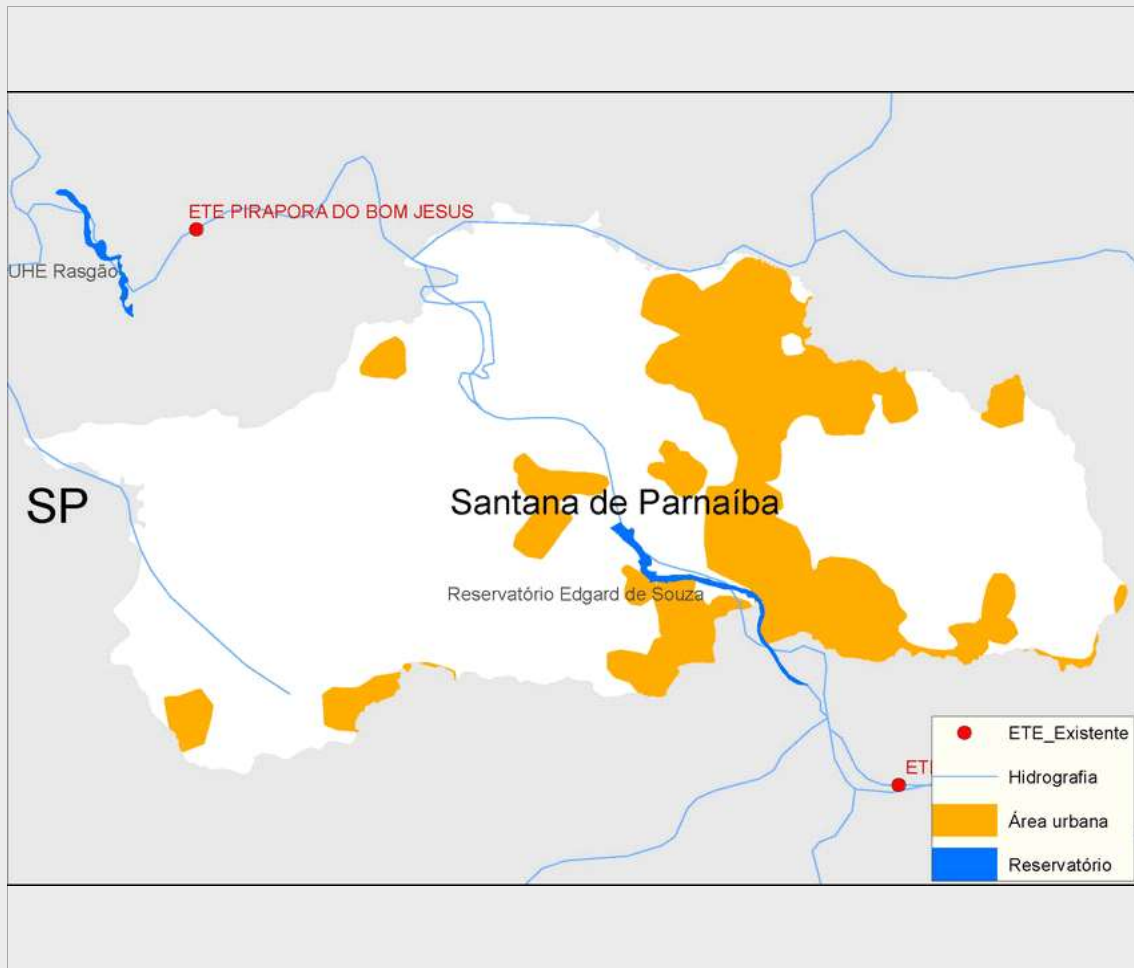 ETE PIRAPORA DO BOM JESUS
UHE Rasgão
SP
Santana de Parnaíba
Reservatório Edgard de Souza
ETE_Existente
Hidrografia
Área urbana
Reservatório